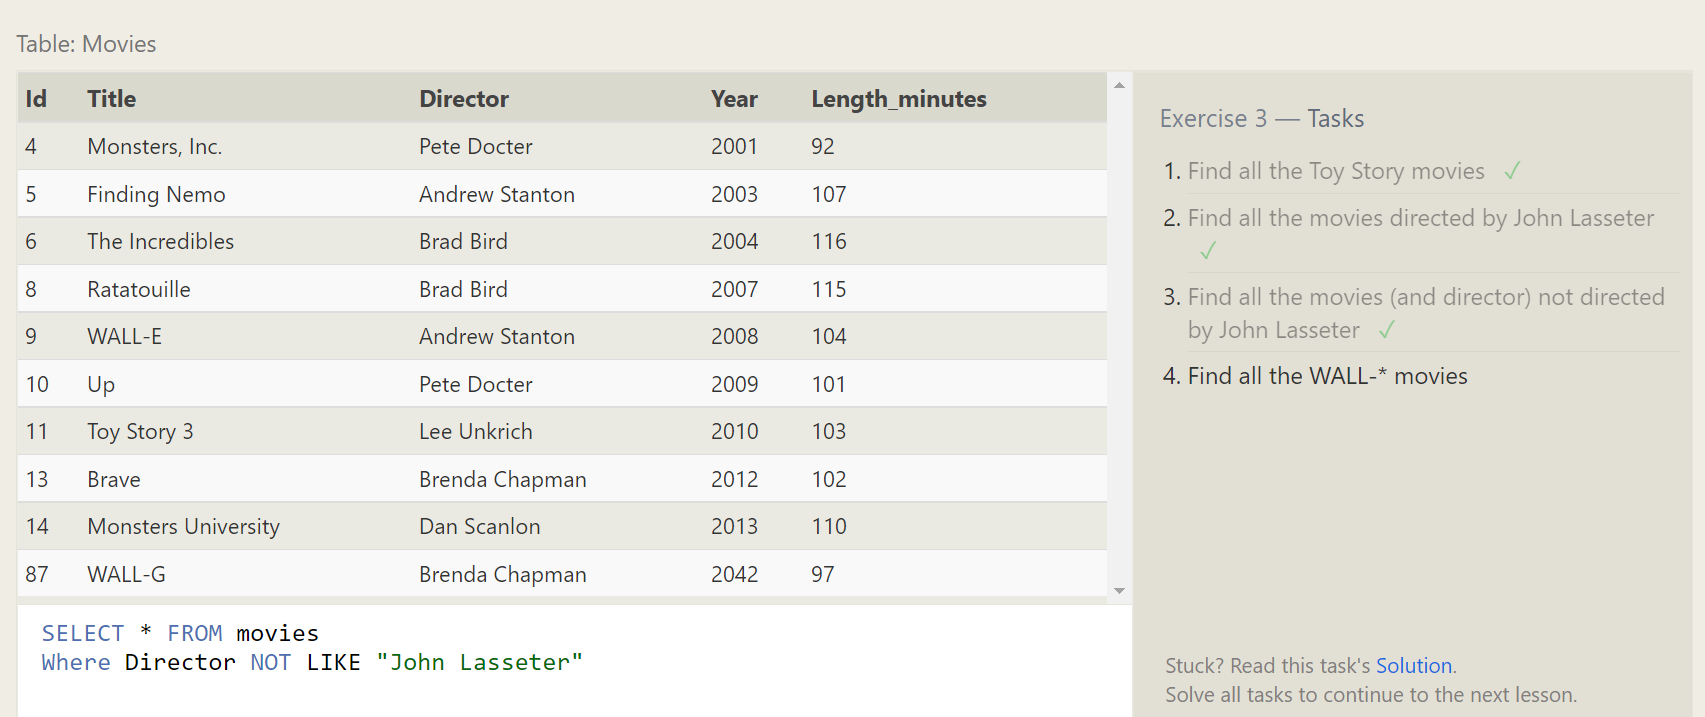 Table: Movies
Id Title Director Year Length_minutes
4 Monsters, Inc. Pete Docter 2001 92
5 Finding Nemo Andrew Stanton 2003 107
6 The Incredibles Brad Bird 2004 116
8 Ratatouille Brad Bird 2007 115
9 WALL-E Andrew Stanton 2008 104
10 Up Pete Docter 2009 101
11 Toy Story 3 Lee Unkrich 2010 103
13 Brave Brenda Chapman 2012 102
14 Monsters University Dan Scanlon 2013 110
87 WALL-G Brenda Chapman 2042 97
SELECT * FROM movies
Where Director NOT LIKE "John Lasseter"
Exercise 3 — Tasks
1. Find all the Toy Story movies ✓
2. Find all the movies directed by John Lasseter
✓
3. Find all the movies (and director) not directed
by John Lasseter ✓
4. Find all the WALL-* movies
Stuck? Read this task's Solution.
Solve all tasks to continue to the next lesson.